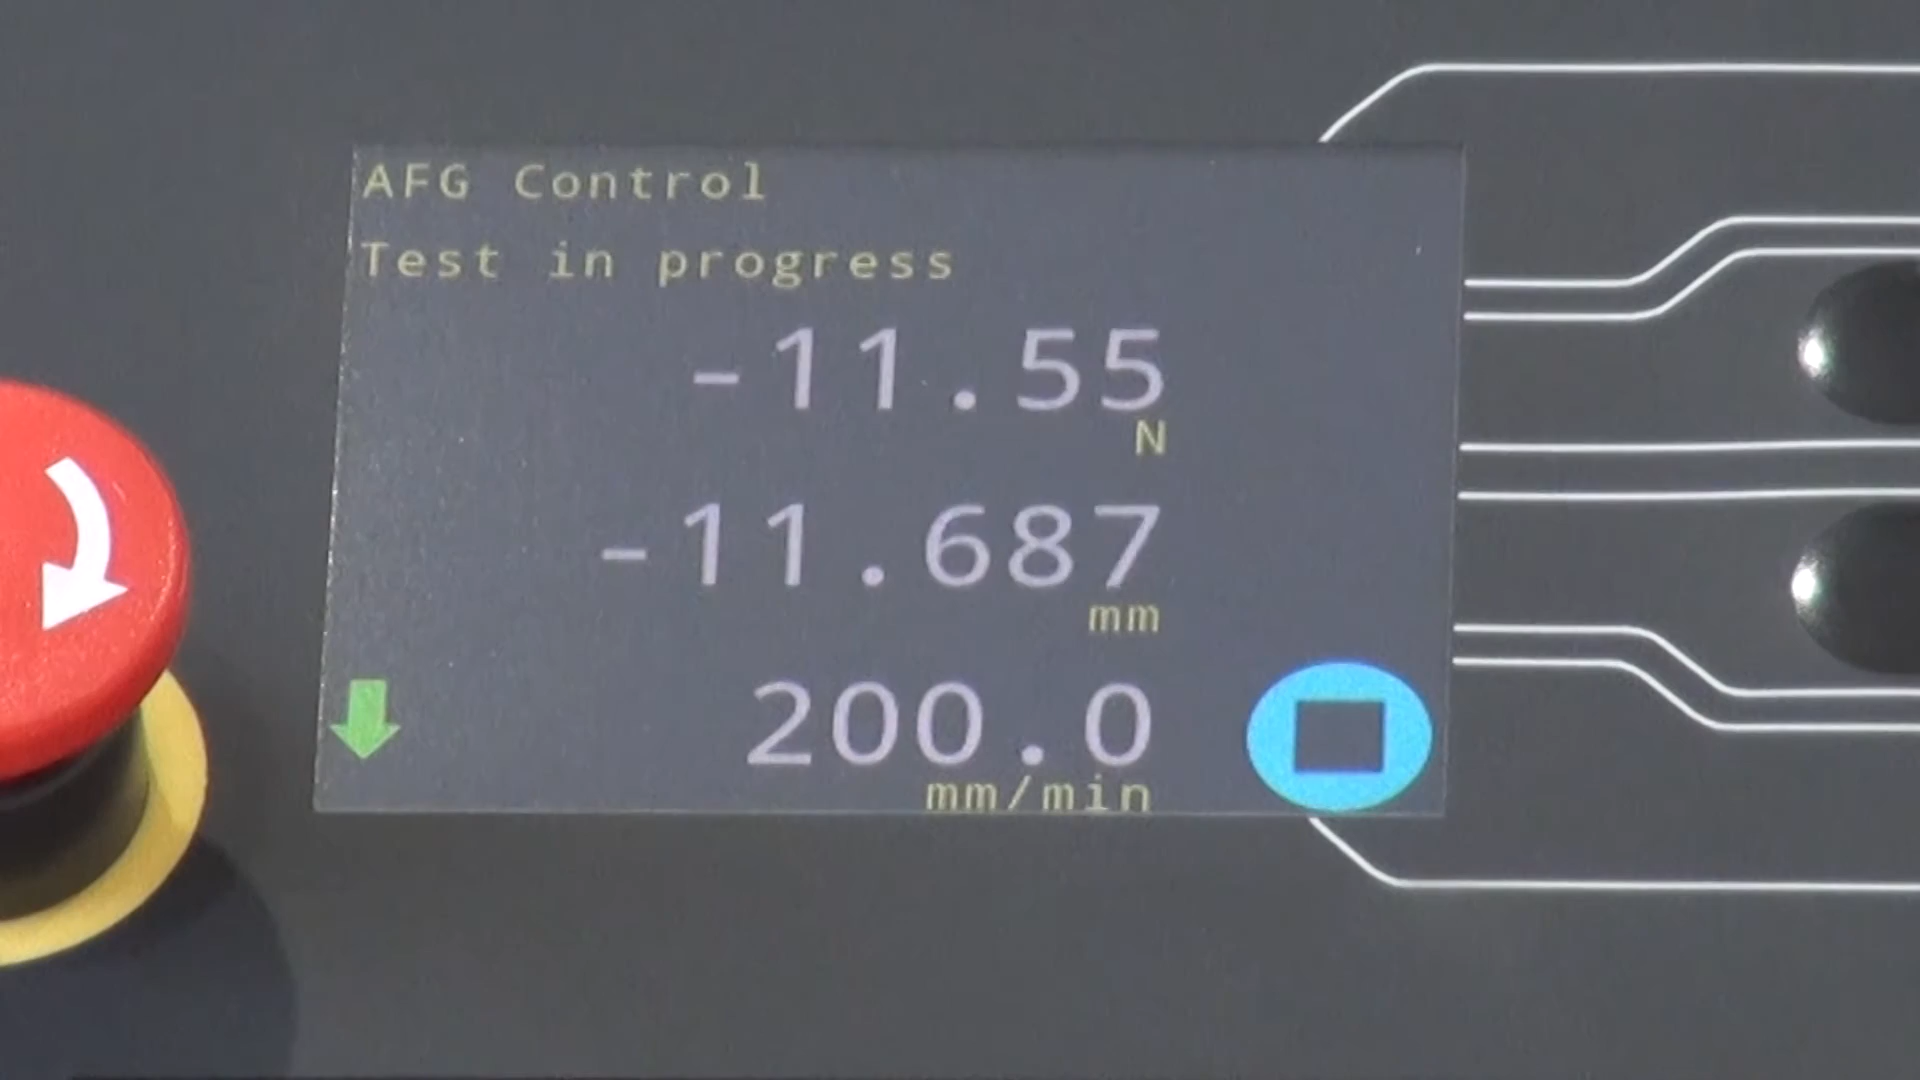 AFG Control
Test in progress
-11.55
N
-11.687
mm
200.0
mm/min